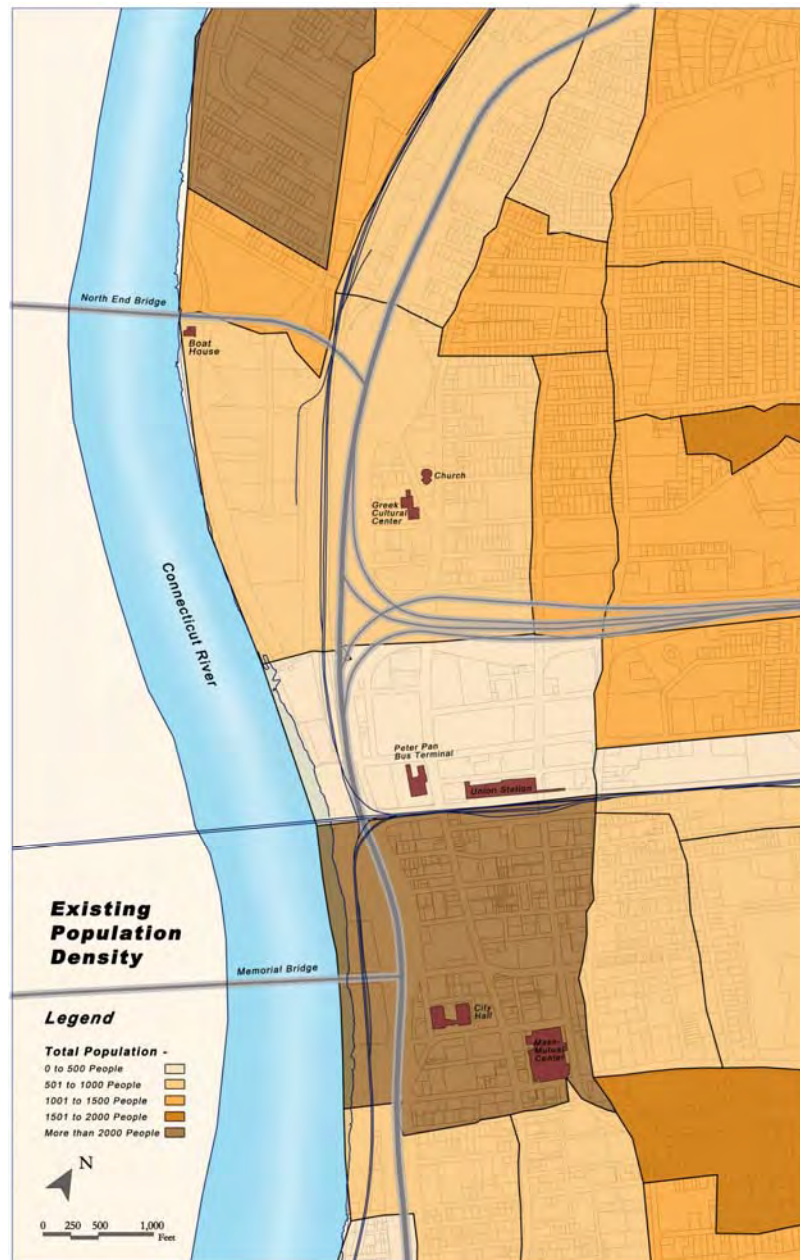 North End Bridge
Boat
House
Church
Greek
Cultural
Center
Connecticut River
Peter Pan
Bus Terminal
Union Station
Existing
Population
Density
Memorial Bridge
City
Hall
Mass
Mutual
Center
Legend
Total Population -
0 to 500 People
501 to 1000 People
1001 to 1500 People
1501 to 2000 People
More than 2000 People
N
0 250 500 1,000
Feet